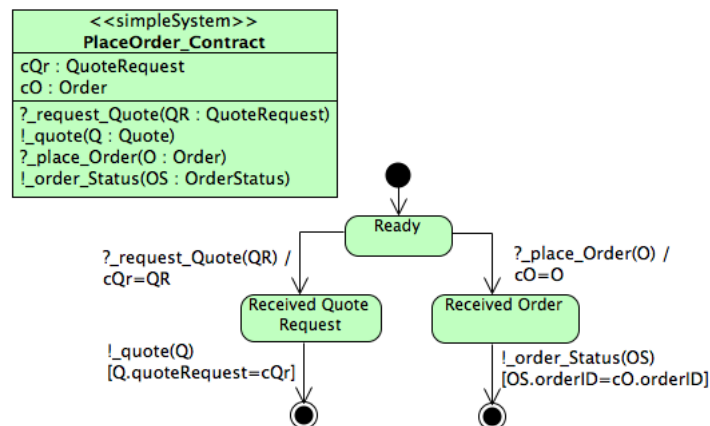 <<simpleSystem>>
PlaceOrder_Contract
cQr : QuoteRequest
cO : Order
?_request_Quote(QR : QuoteRequest)
!_quote(Q : Quote)
?_place_Order(O : Order)
!_order_Status(OS : OrderStatus)
Ready
?_request_Quote(QR) /
cQr=QR
?_place_Order(O) /
cO=O
Received Quote
Request
Received Order
!_quote(Q)
[Q.quoteRequest=cQr]
!_order_Status(OS)
[OS.orderID=cO.orderID]